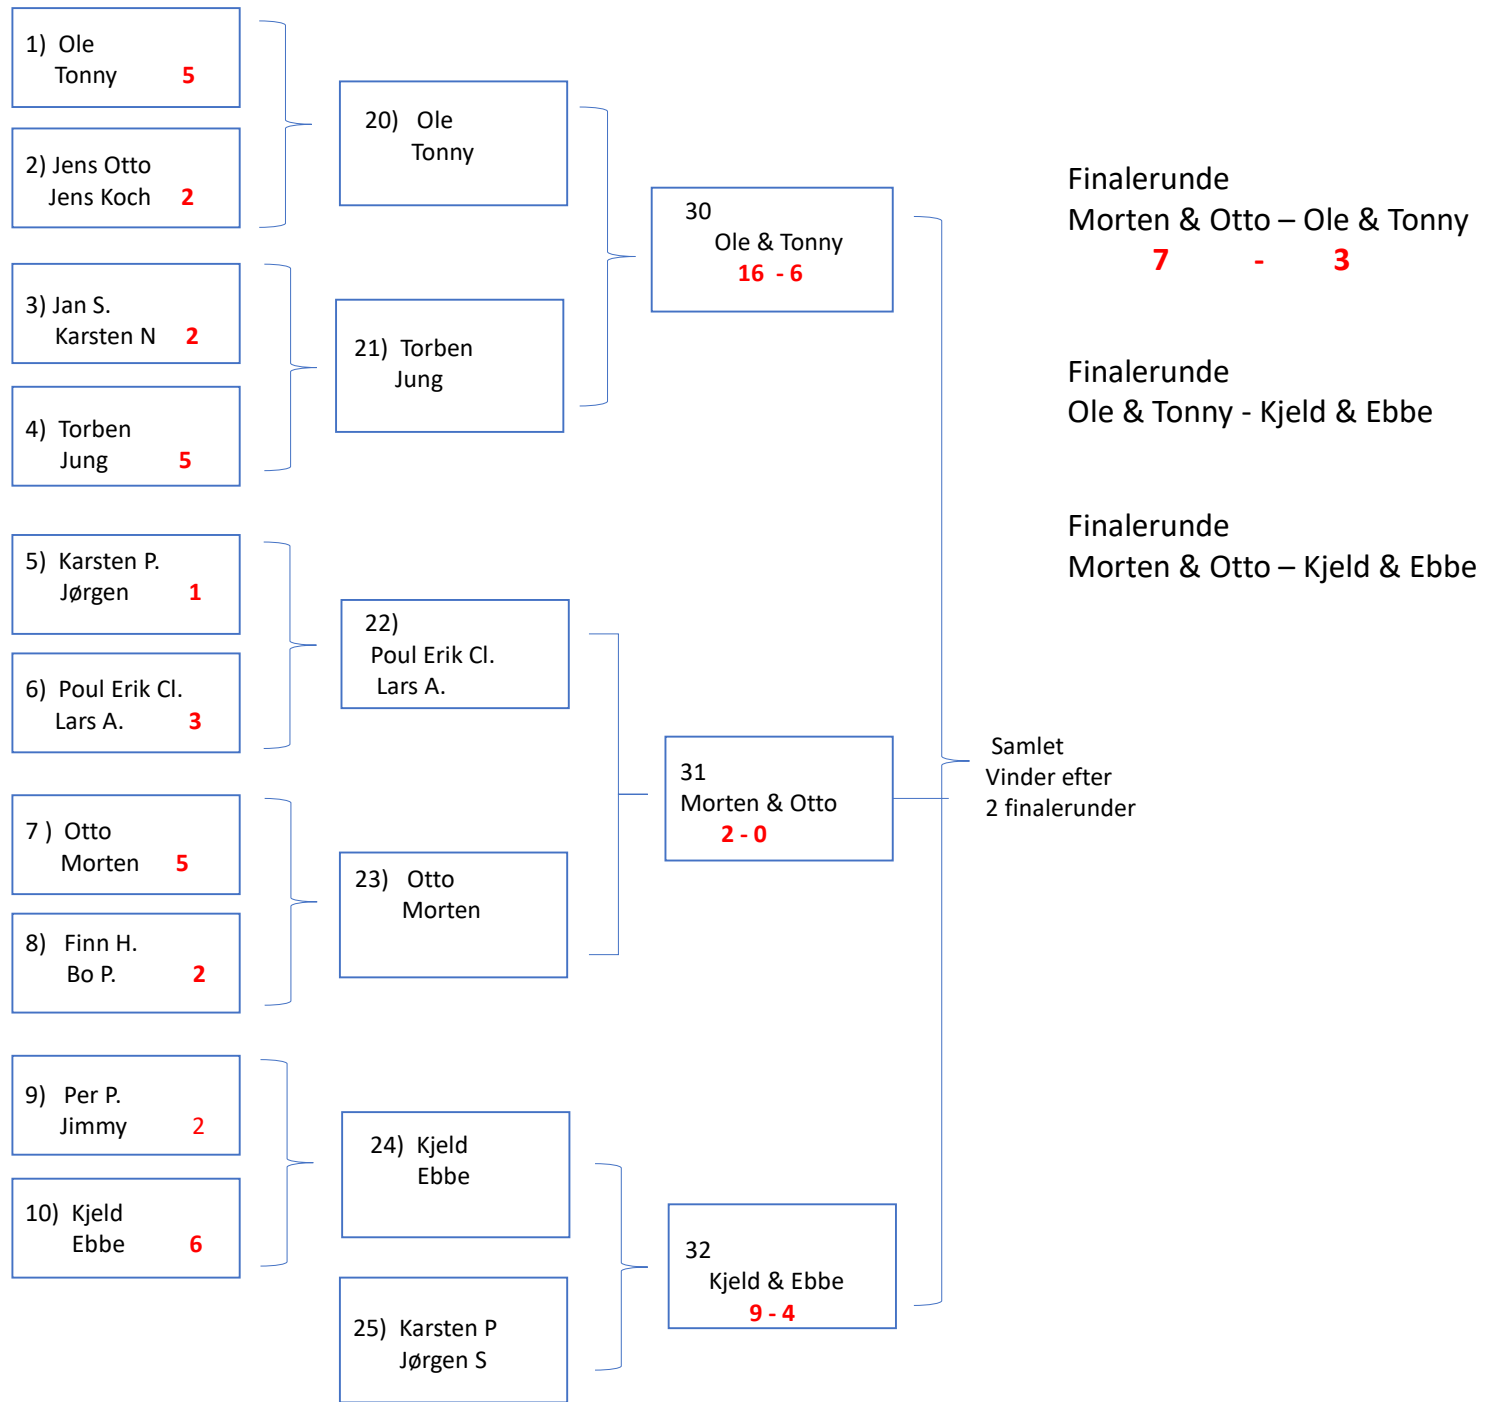 1) Ole
Tonny 5
2) Jens Otto
Jens Koch 2
3) Jan S.
Karsten N 2
4) Torben
Jung 5
5) Karsten P.
Jørgen 1
6) Poul Erik Cl.
Lars A. 3
7 ) Otto
Morten 5
8) Finn H.
Bo P. 2
9) Per P.
Jimmy 2
10) Kjeld
Ebbe 6
20) Ole
Tonny
21) Torben
Jung
22)
Poul Erik Cl.
Lars A.
23) Otto
Morten
24) Kjeld
Ebbe
25) Karsten P
Jørgen S
30
Ole & Tonny
16 - 6
31
Morten & Otto
2 - 0
32
Kjeld & Ebbe
9 - 4
Samlet
Vinder efter
2 finalerunder
Finalerunde
Morten & Otto – Ole & Tonny
7 - 3
Finalerunde
Ole & Tonny - Kjeld & Ebbe
Finalerunde
Morten & Otto – Kjeld & Ebbe